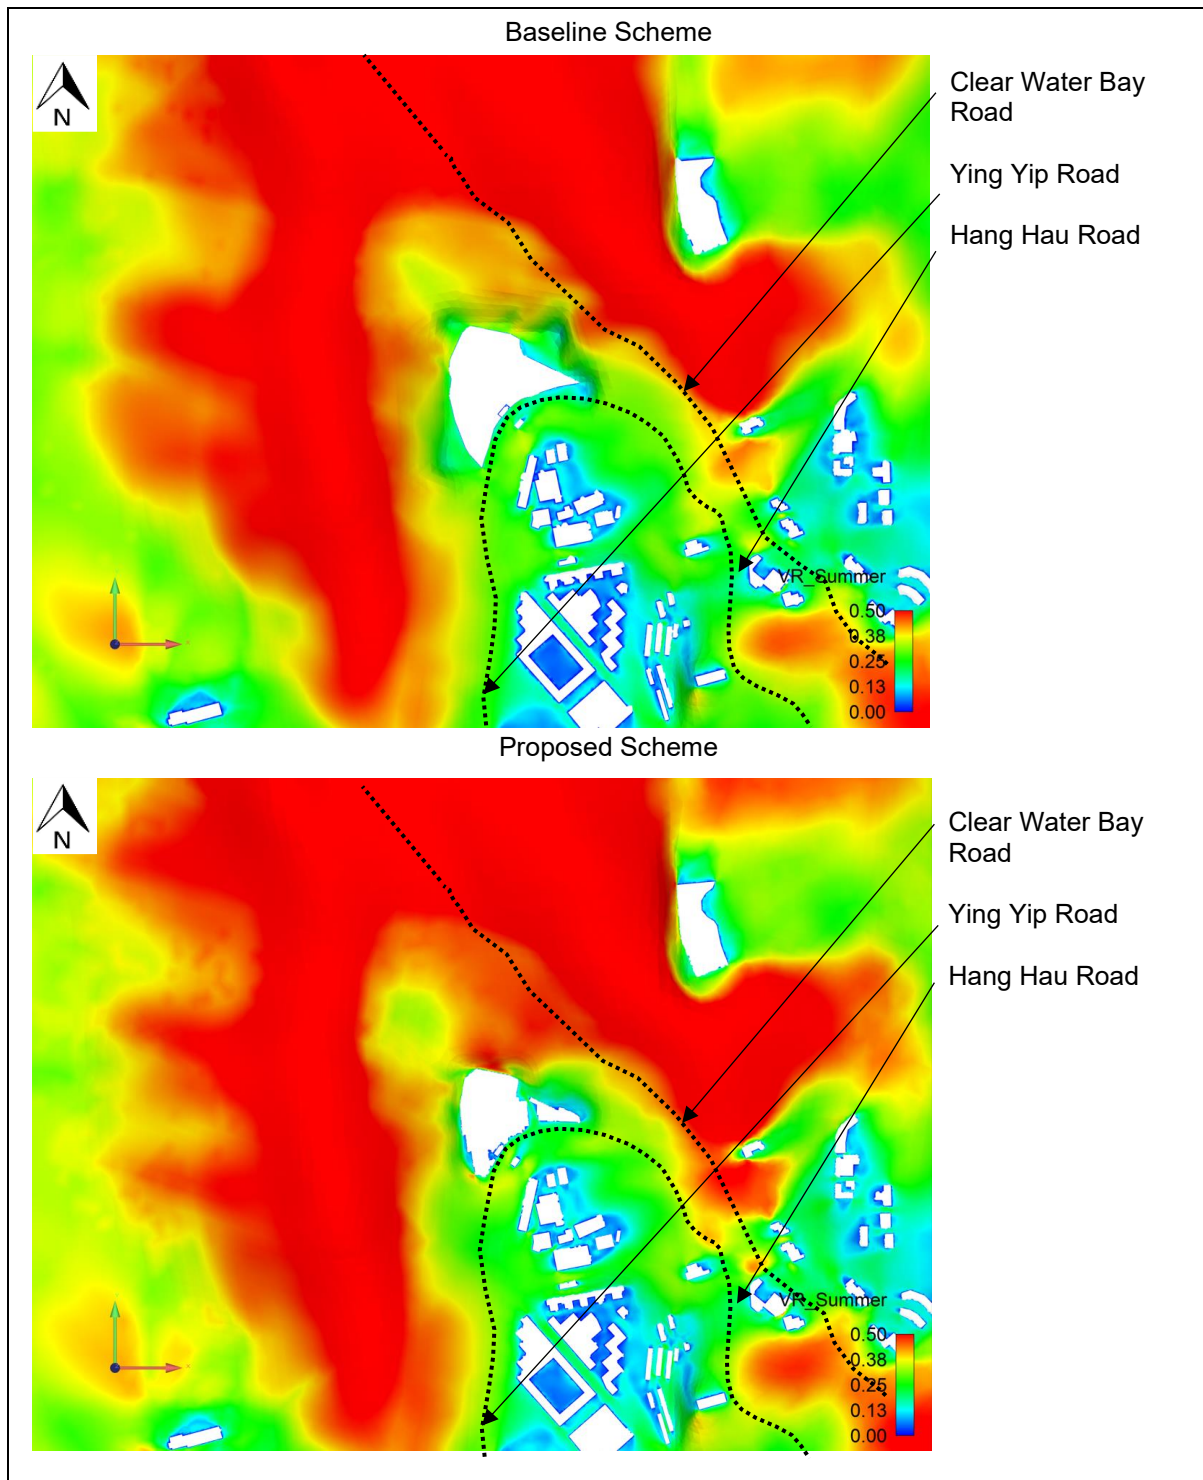 Baseline Scheme
N
Clear Water Bay
Road
Ying Yip Road
Hang Hau Road
VR_Summer
0.50
0.38
0.25
0.13
0.00
Proposed Scheme
N
Clear Water Bay
Road
Ying Yip Road
Hang Hau Road
VR_Summer
0.50
0.38
0.25
0.13
0.00